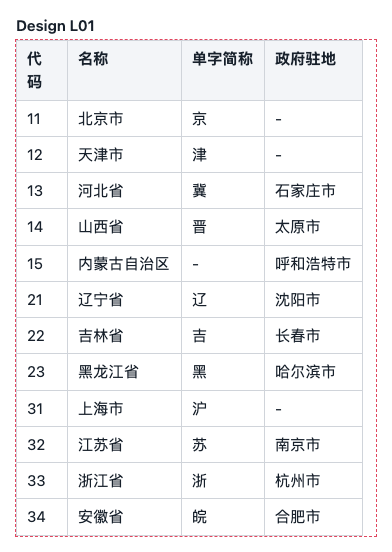 Design L01
代码 名称 单字简称 政府驻地
11 北京市 京 -
12 天津市 津 -
13 河北省 冀 石家庄市
14 山西省 晋 太原市
15 内蒙古自治区 - 呼和浩特市
21 辽宁省 辽 沈阳市
22 吉林省 吉 长春市
23 黑龙江省 黑 哈尔滨市
31 上海市 沪 -
32 江苏省 苏 南京市
33 浙江省 浙 杭州市
34 安徽省 皖 合肥市